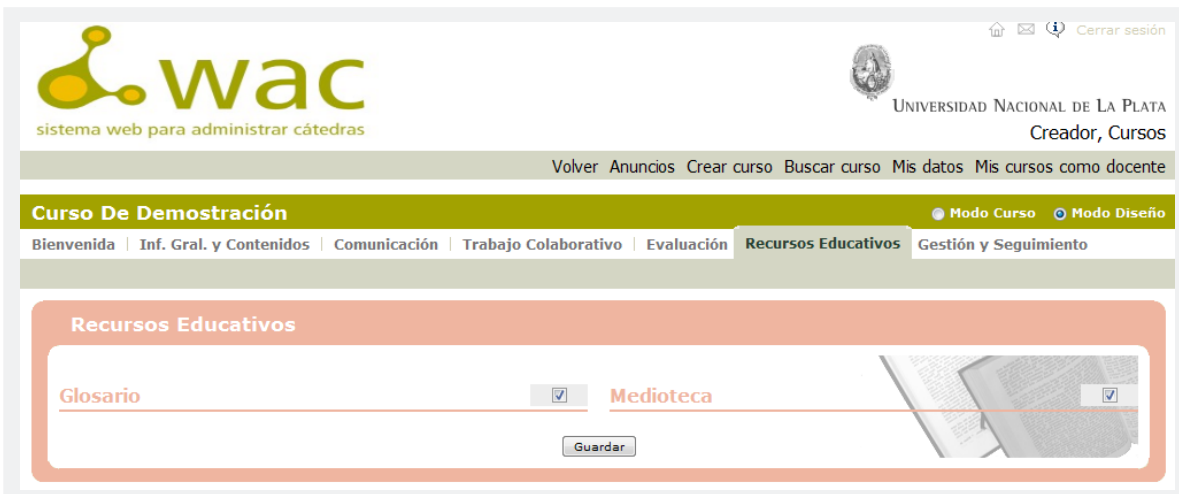 Cerrar sesión
wac
sistema web para administrar cátedras
UNIVERSIDAD NACIONAL DE LA PLATA
Creador, Cursos
Volver Anuncios Crear curso Buscar curso Mis datos Mis cursos como docente
Curso De Demostración Modo Curso Modo Diseño
Bienvenida Inf. Gral. y Contenidos Comunicación Trabajo Colaborativo Evaluación Recursos Educativos Gestión y Seguimiento
Recursos Educativos
Glosario Medioteca
Guardar